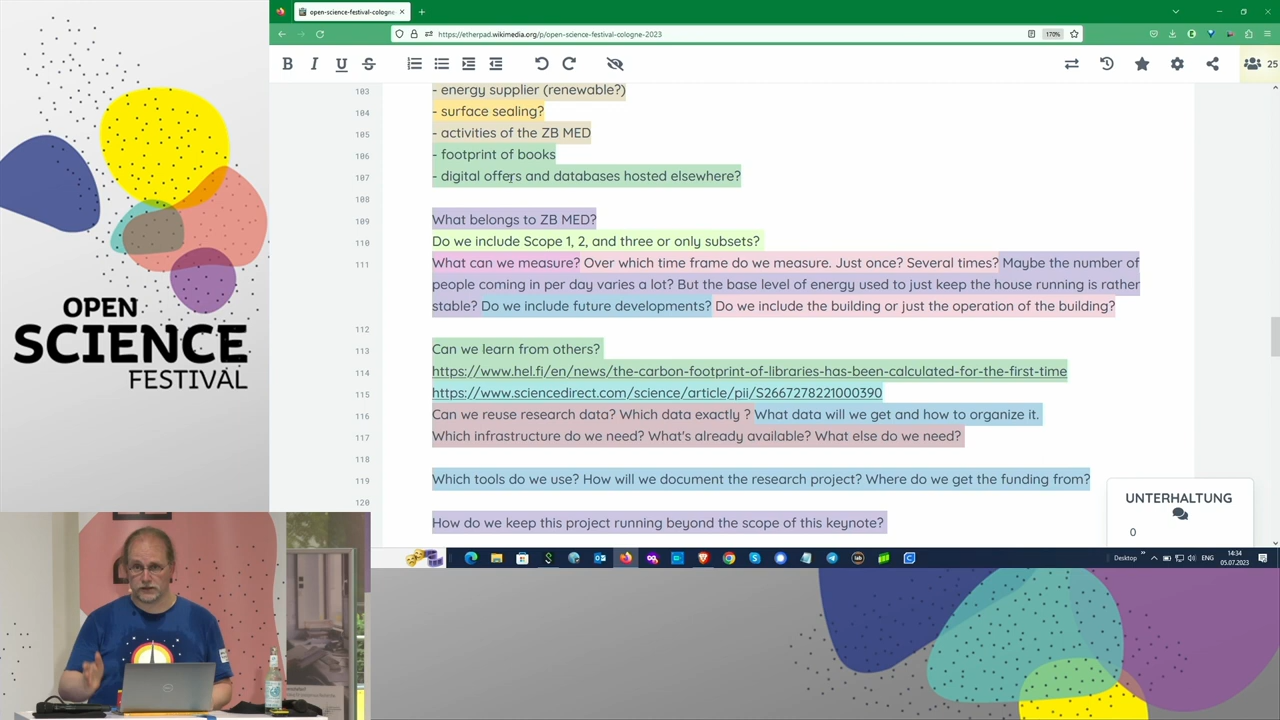 open-science-festival-cologne
https://etherpad.wikimedia.org/p/open-science-festival-cologne-2023
170%
B I U S
25
103 - energy supplier (renewable?)
104 - surface sealing?
105 - activities of the ZB MED
106 - footprint of books
107 - digital offers and databases hosted elsewhere?
108
109 What belongs to ZB MED?
110 Do we include Scope 1, 2, and three or only subsets?
111 What can we measure? Over which time frame do we measure. Just once? Several times? Maybe the number of
people coming in per day varies a lot? But the base level of energy used to just keep the house running is rather
stable? Do we include future developments? Do we include the building or just the operation of the building?
112
113 Can we learn from others?
114 https://www.hel.fi/en/news/the-carbon-footprint-of-libraries-has-been-calculated-for-the-first-time
115 https://www.sciencedirect.com/science/article/pii/S2667278221000390
116 Can we reuse research data? Which data exactly ? What data will we get and how to organize it.
117 Which infrastructure do we need? What's already available? What else do we need?
118
119 Which tools do we use? How will we document the research project? Where do we get the funding from?
120
How do we keep this project running beyond the scope of this keynote?
UNTERHALTUNG
0
Desktop
ENG
14:34
05.07.2023
OPEN
SCIENCE
FESTIVAL
DELL